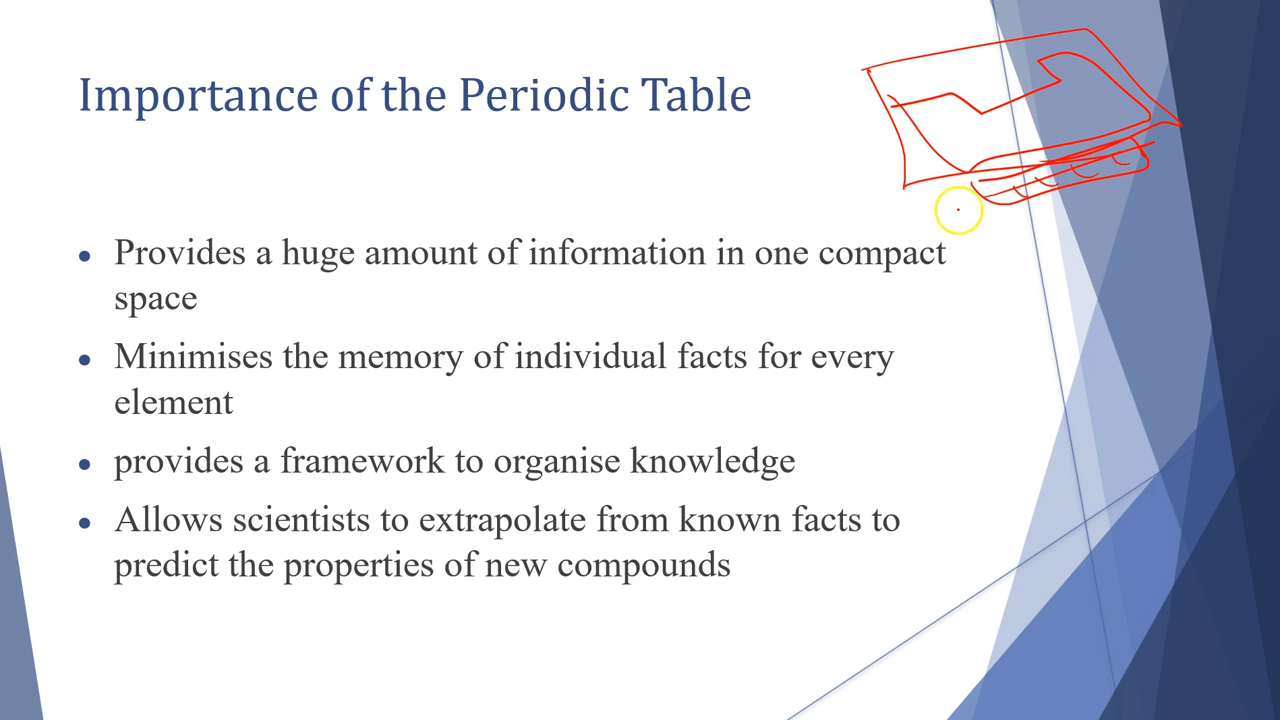 Importance of the Periodic Table
• Provides a huge amount of information in one compact
space
• Minimises the memory of individual facts for every
element
• provides a framework to organise knowledge
• Allows scientists to extrapolate from known facts to
predict the properties of new compounds